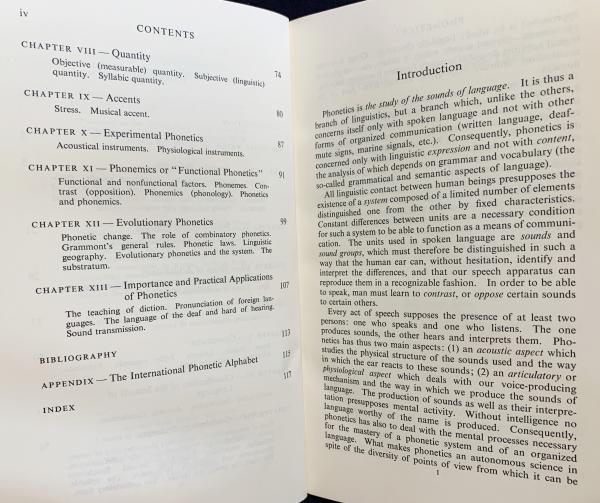 iv
CONTENTS
CHAPTER VIII — Quantity
Objective (measurable) quantity. Subjective (linguistic)
quantity. Syllabic quantity. 74
CHAPTER IX — Accents
Stress. Musical accent. 80
CHAPTER X — Experimental Phonetics
Acoustical instruments. Physiological instruments. 87
CHAPTER XI — Phonemics or "Functional Phonetics" 91
Functional and nonfunctional factors. Phonemes. Con-
trast (opposition). Phonemics (phonology). Phonetics
and phonemics.
CHAPTER XII — Evolutionary Phonetics 99
Phonetic change. The role of combinatory phonetics.
Grammont's general rules. Phonetic laws. Linguistic
geography. Evolutionary phonetics and the system. The
substratum.
CHAPTER XIII — Importance and Practical Applications
of Phonetics 107
The teaching of diction. Pronunciation of foreign lan-
guages. The language of the deaf and hard of hearing.
Sound transmission.
BIBLIOGRAPHY 113
APPENDIX — The International Phonetic Alphabet 115
INDEX 117
Introduction
Phonetics is the study of the sounds of language. It is thus a
branch of linguistics, but a branch which, unlike the others,
concerns itself only with spoken language and not with other
forms of organized communication (written language, deaf-
mute signs, marine signals, etc.). Consequently, phonetics is
concerned only with linguistic expression and not with content,
the analysis of which depends on grammar and vocabulary (the
so-called grammatical and semantic aspects of language).
All linguistic contact between human beings presupposes the
existence of a system composed of a limited number of elements
distinguished one from the other by fixed characteristics.
Constant differences between units are a necessary condition
for such a system to be able to function as a means of communi-
cation. The units used in spoken language are sounds and
sound groups, which must therefore be distinguished in such a
way that the human ear can, without hesitation, identify and
interpret the differences, and that our speech apparatus can
reproduce them in a recognizable fashion. In order to be able
to speak, man must learn to contrast, or oppose certain sounds
to certain others.
Every act of speech supposes the presence of at least two
persons: one who speaks and one who listens. The one
produces sounds, the other hears and interprets them. Pho-
netics has thus two main aspects: (1) an acoustic aspect which
studies the physical structure of the sounds used and the way
in which the ear reacts to these sounds; (2) an articulatory or
physiological aspect which deals with our voice-producing
mechanism and the way in which we produce the sounds of
language. The production of sounds as well as their interpre-
tation presupposes mental activity. Without intelligence no
language worthy of the name is produced. Consequently,
phonetics has also to deal with the mental processes necessary
for the mastery of a phonetic system and of an organized
language. What makes phonetics an autonomous science in
spite of the diversity of points of view from which it can be
1